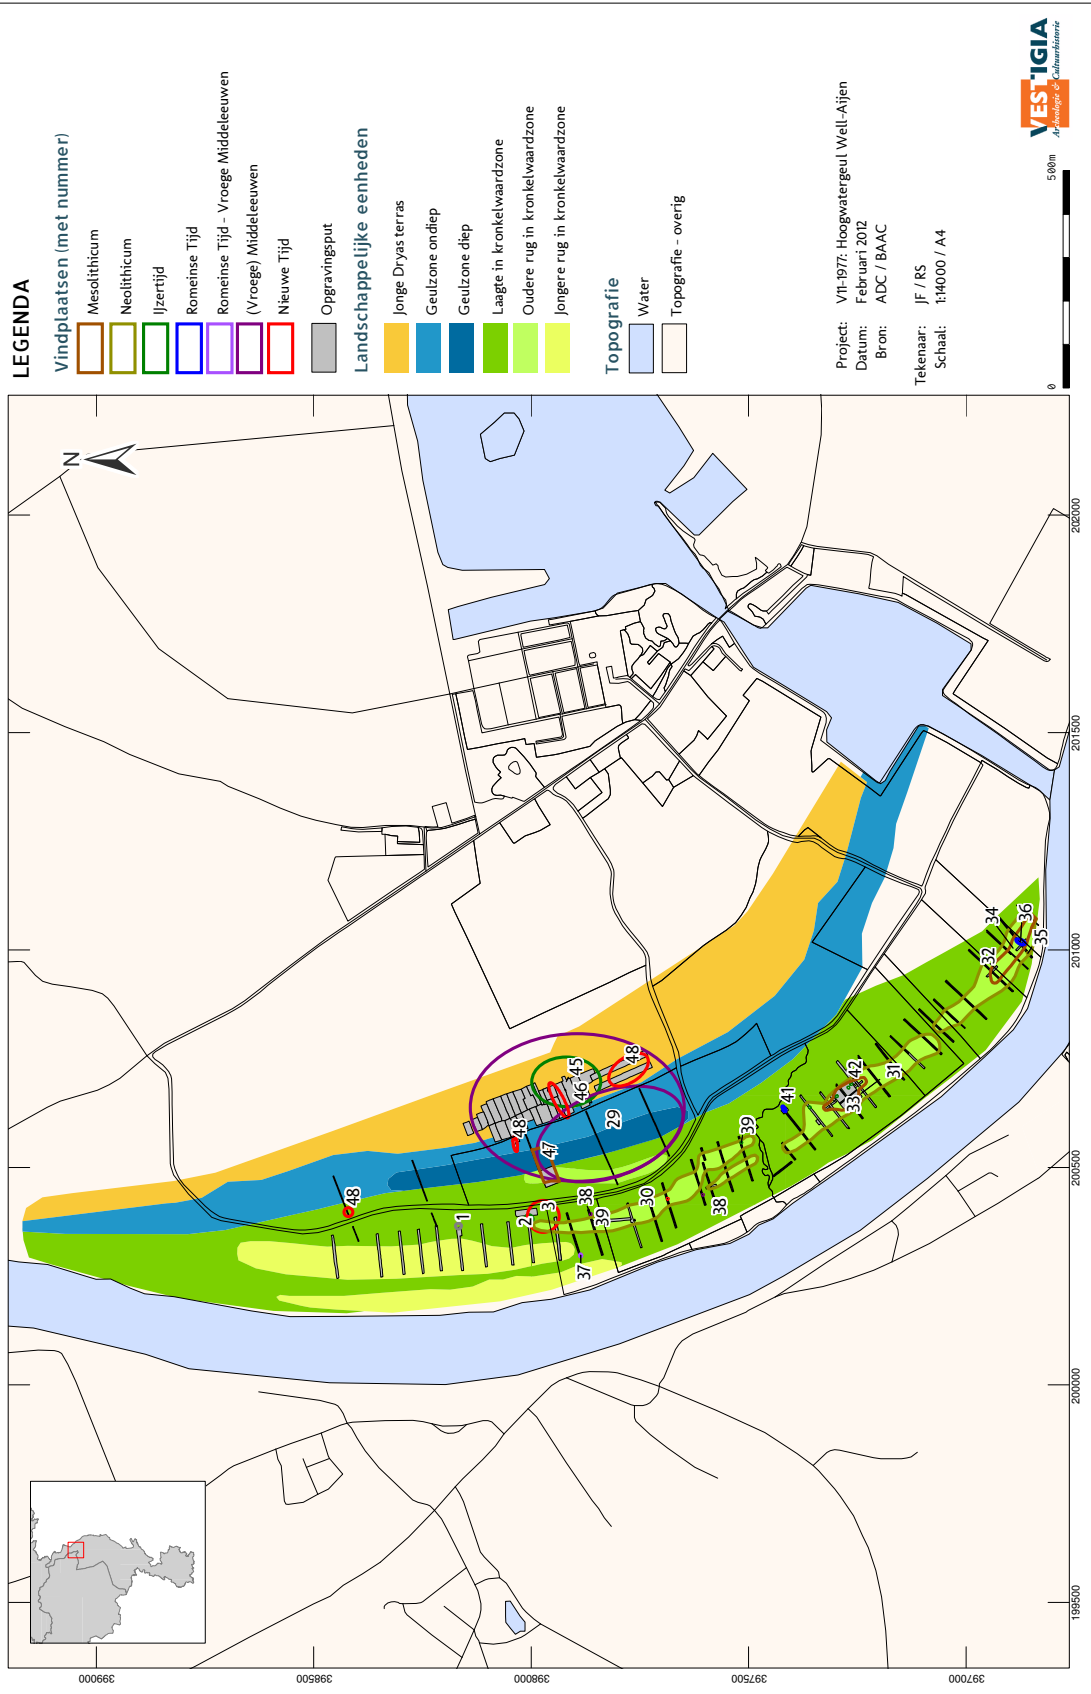 LEGENDA
Vindplaatsen (met nummer)
Mesolithicum
Neolithicum
Ijzertijd
Romeinse Tijd
Romeinse Tijd - Vroege Middeleeuwen
(Vroege) Middeleeuwen
Nieuwe Tijd
Opgravingsput
Landschappelijke eenheden
Jonge Dryas terras
Geulzone ondiep
Geulzone diep
Laagte in kronkelwaardzone
Oudere rug in kronkelwaardzone
Jongere rug in kronkelwaardzone
Topografie
Water
Topografie - overig
Project: V11-1977: Hoogwatergeul Well-Aijen
Datum: Februari 2012
Bron: ADC / BAAC
Tekenaar: JF / RS
Schaal: 1:14000 / A4
0 500m
VESTIGIA
Archeologie & Cultuurhistorie
N
48
1
2
3
37
38
39
30
38
39
47
48
46
45
48
29
41
42
33
31
32
34
36
35
399000
398500
398000
397500
397000
199500
200000
200500
201000
201500
202000